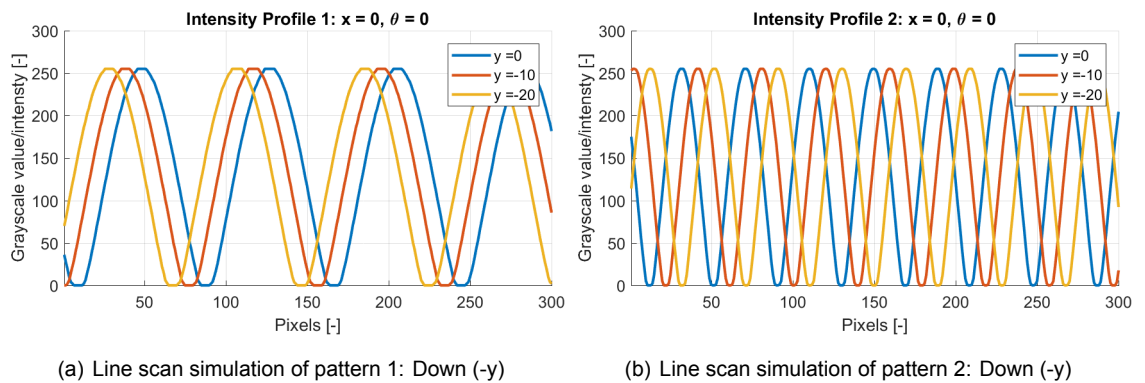 Intensity Profile 1: x = 0, θ = 0
Grayscale value/intensty [-]
300
250
200
150
100
50
0
y =0
y =-10
y =-20
50 100 150 200 250 300
Pixels [-]
(a) Line scan simulation of pattern 1: Down (-y)
Intensity Profile 2: x = 0, θ = 0
Grayscale value/intensty [-]
300
250
200
150
100
50
0
y =0
y =-10
y =-20
50 100 150 200 250 300
Pixels [-]
(b) Line scan simulation of pattern 2: Down (-y)